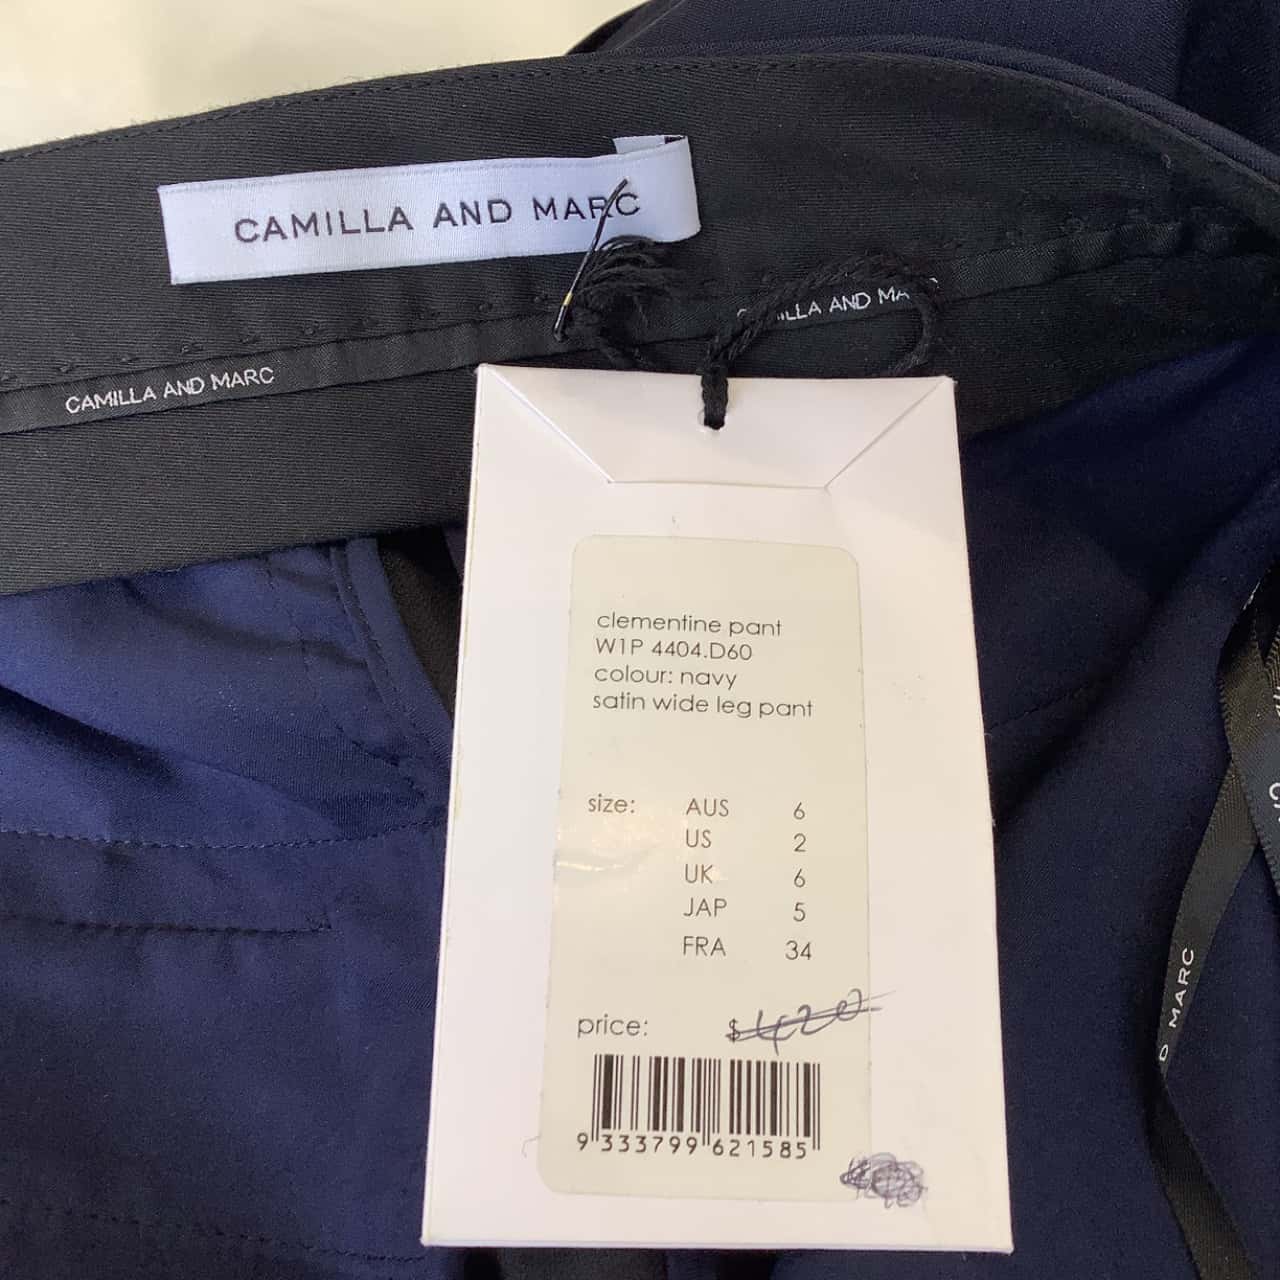 CAMILLA AND MARC
CAMILLA AND MARC
CAMILLA AND MARC
clementine pant
W1P 4404.D60
colour: navy
satin wide leg pant
size: AUS 6
US 2
UK 6
JAP 5
FRA 34
price: $420
9 333799 621585
D MARC